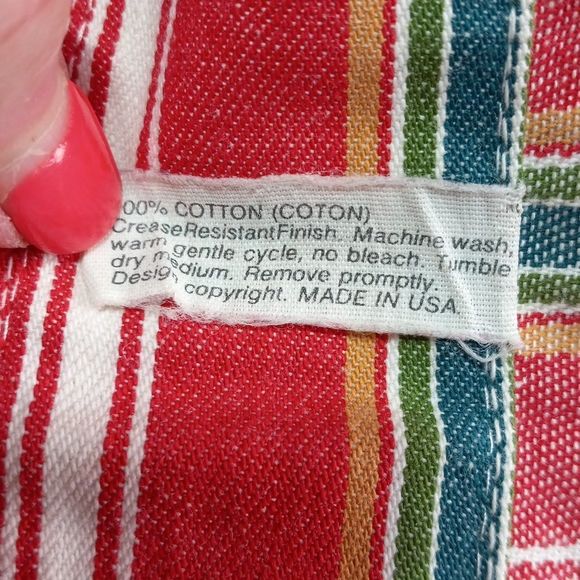 00% COTTON (COTON)
CreaseResistantFinish. Machine wash,
warm gentle cycle, no bleach. Tumble
dry medium. Remove promptly.
Design copyright. MADE IN USA.